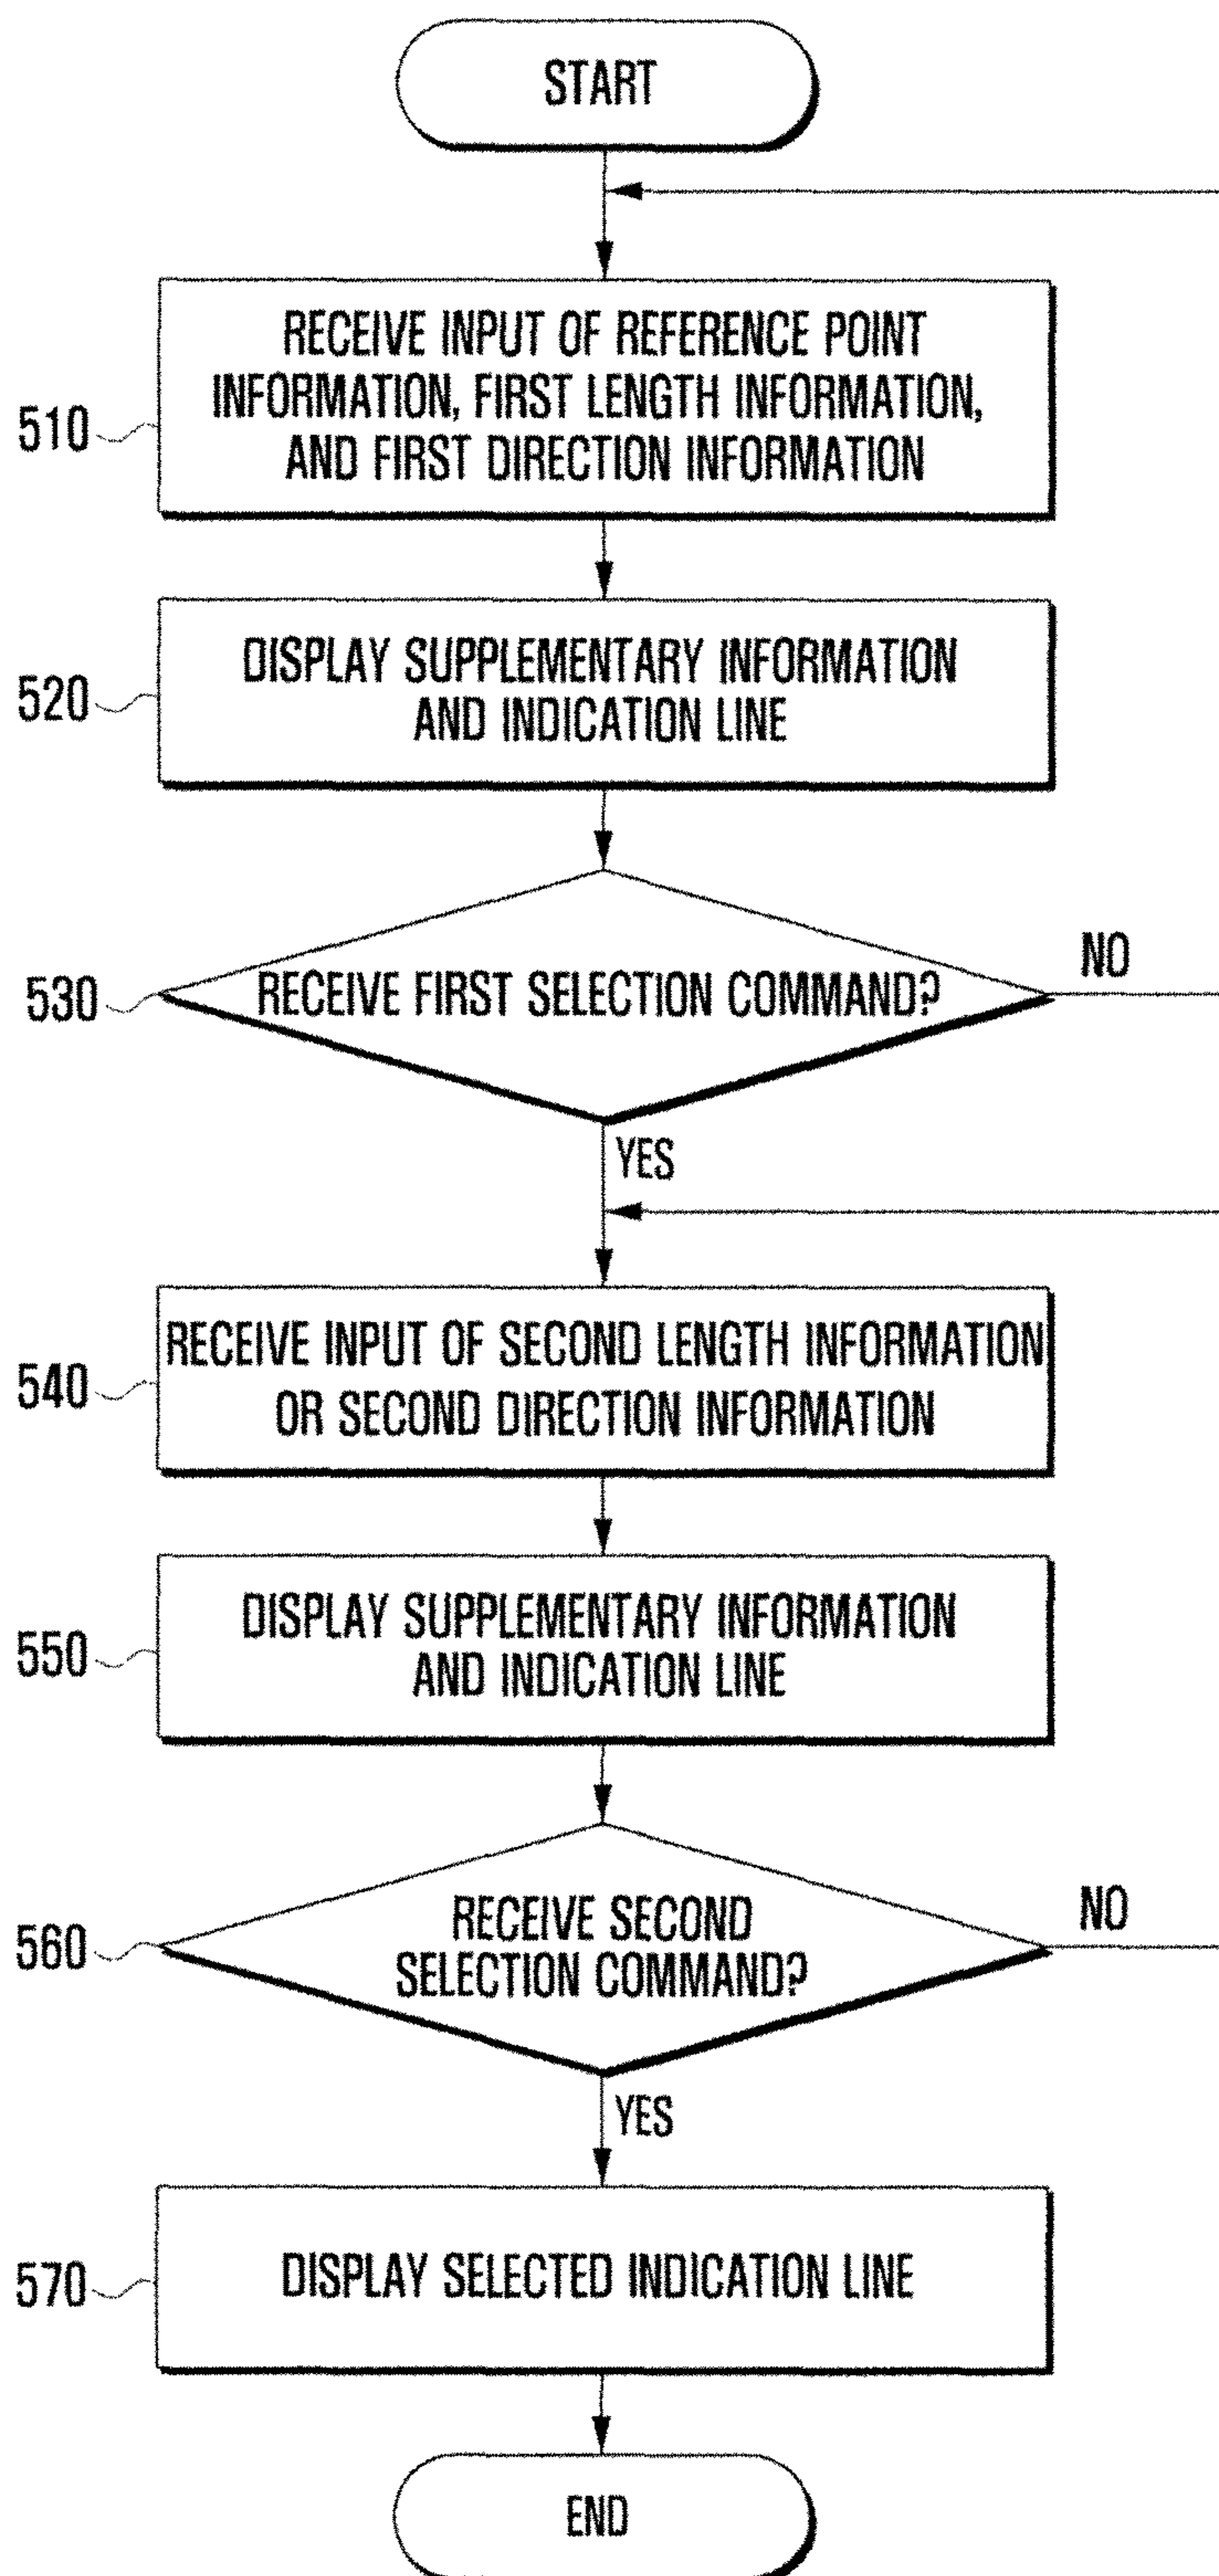 START
RECEIVE INPUT OF REFERENCE POINT
INFORMATION, FIRST LENGTH INFORMATION,
AND FIRST DIRECTION INFORMATION
510
DISPLAY SUPPLEMENTARY INFORMATION
AND INDICATION LINE
520
RECEIVE FIRST SELECTION COMMAND?
530
NO
YES
RECEIVE INPUT OF SECOND LENGTH INFORMATION
OR SECOND DIRECTION INFORMATION
540
DISPLAY SUPPLEMENTARY INFORMATION
AND INDICATION LINE
550
RECEIVE SECOND
SELECTION COMMAND?
560
NO
YES
DISPLAY SELECTED INDICATION LINE
570
END